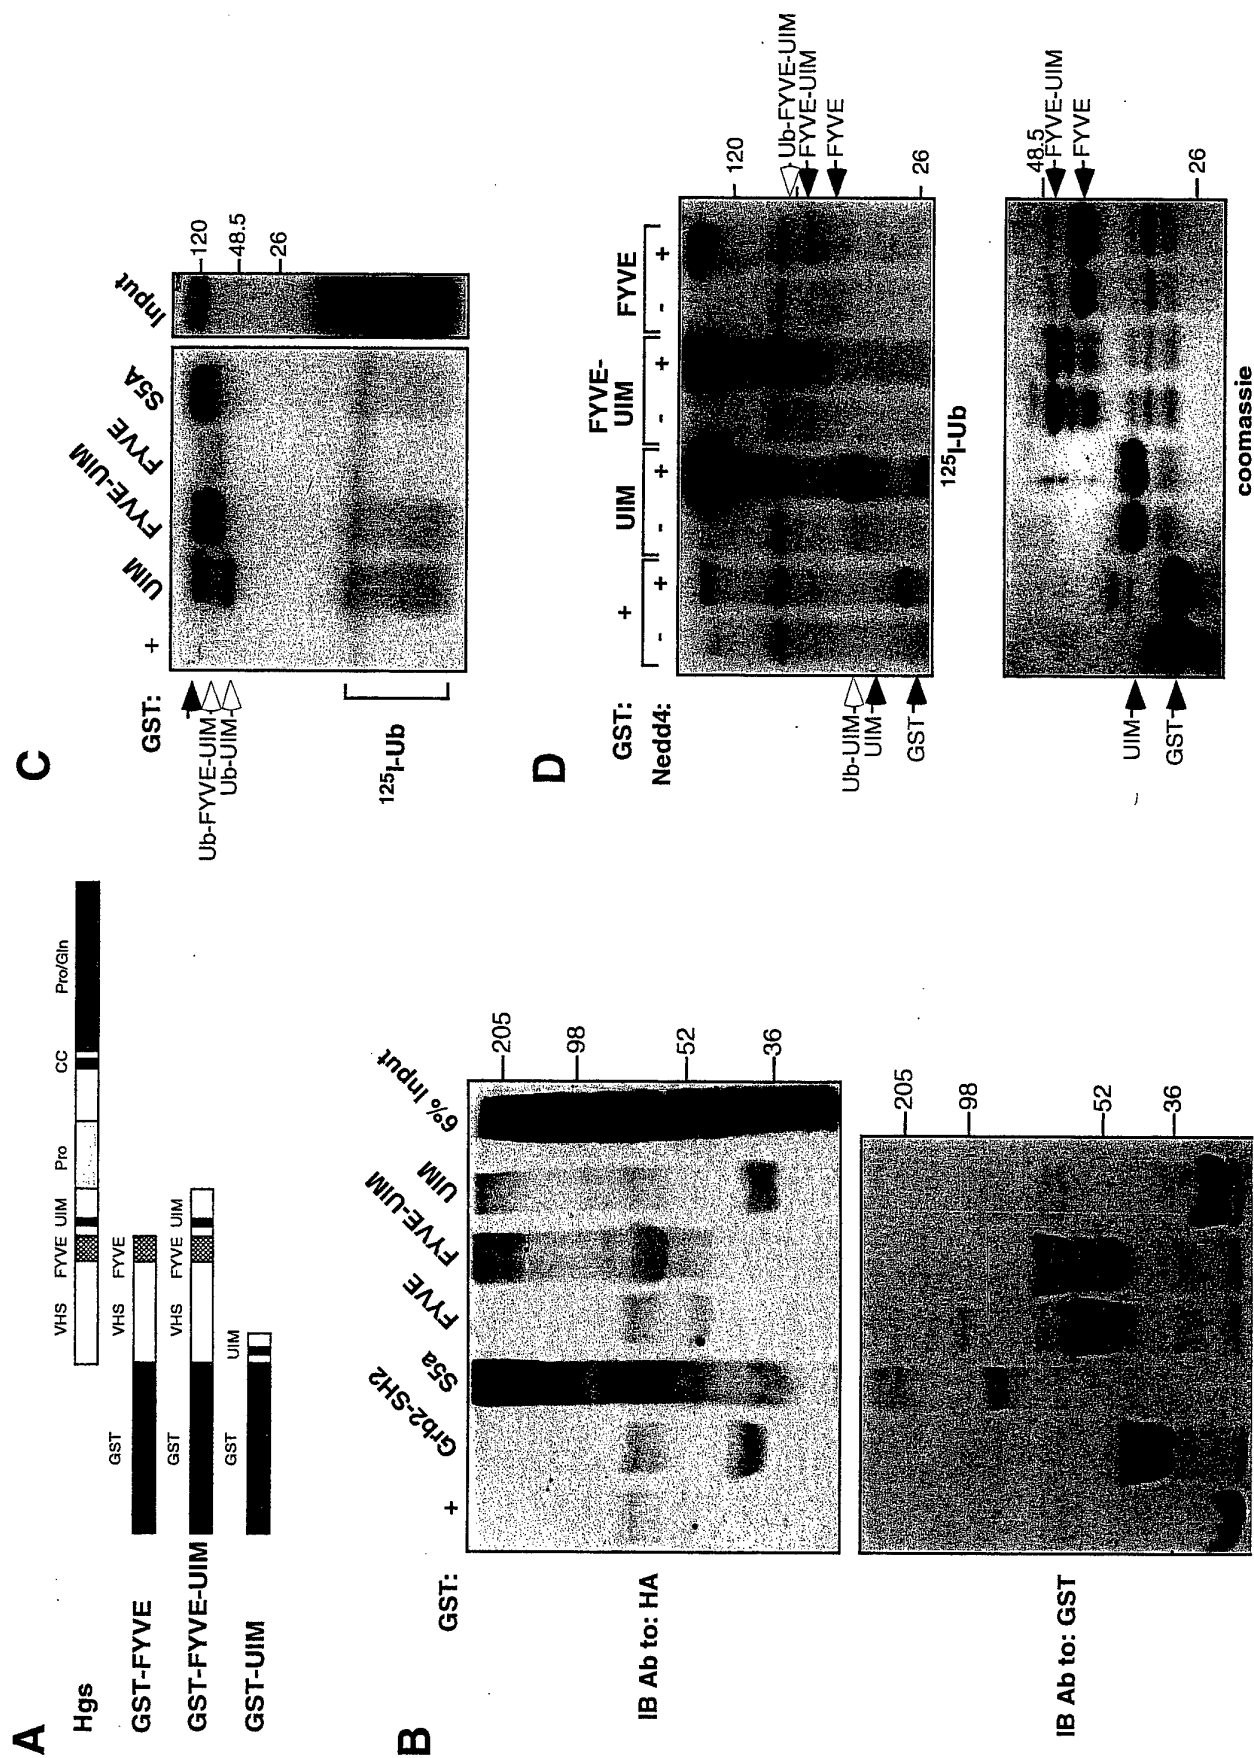 A
VHS FYVE UIM Pro CC Pro/Gln
Hgs
GST VHS FYVE
GST-FYVE
GST VHS FYVE UIM
GST-FYVE-UIM
GST UIM
GST-UIM
B
GST: + Grb2-SH2 S5a FYVE FYVE-UIM UIM 6% Input
205
98
52
36
IB Ab to: HA
205
98
52
36
IB Ab to: GST
C
GST: + UIM FYVE-UIM FYVE S5A Input
120
48.5
26
Ub-FYVE-UIM
Ub-UIM
125I-Ub
D
GST: + UIM FYVE-UIM FYVE
Nedd4: - + - + - + - +
120
Ub-FYVE-UIM
FYVE-UIM
FYVE
26
Ub-UIM
UIM
GST
125I-Ub
48.5
FYVE-UIM
FYVE
26
UIM
GST
coomassie